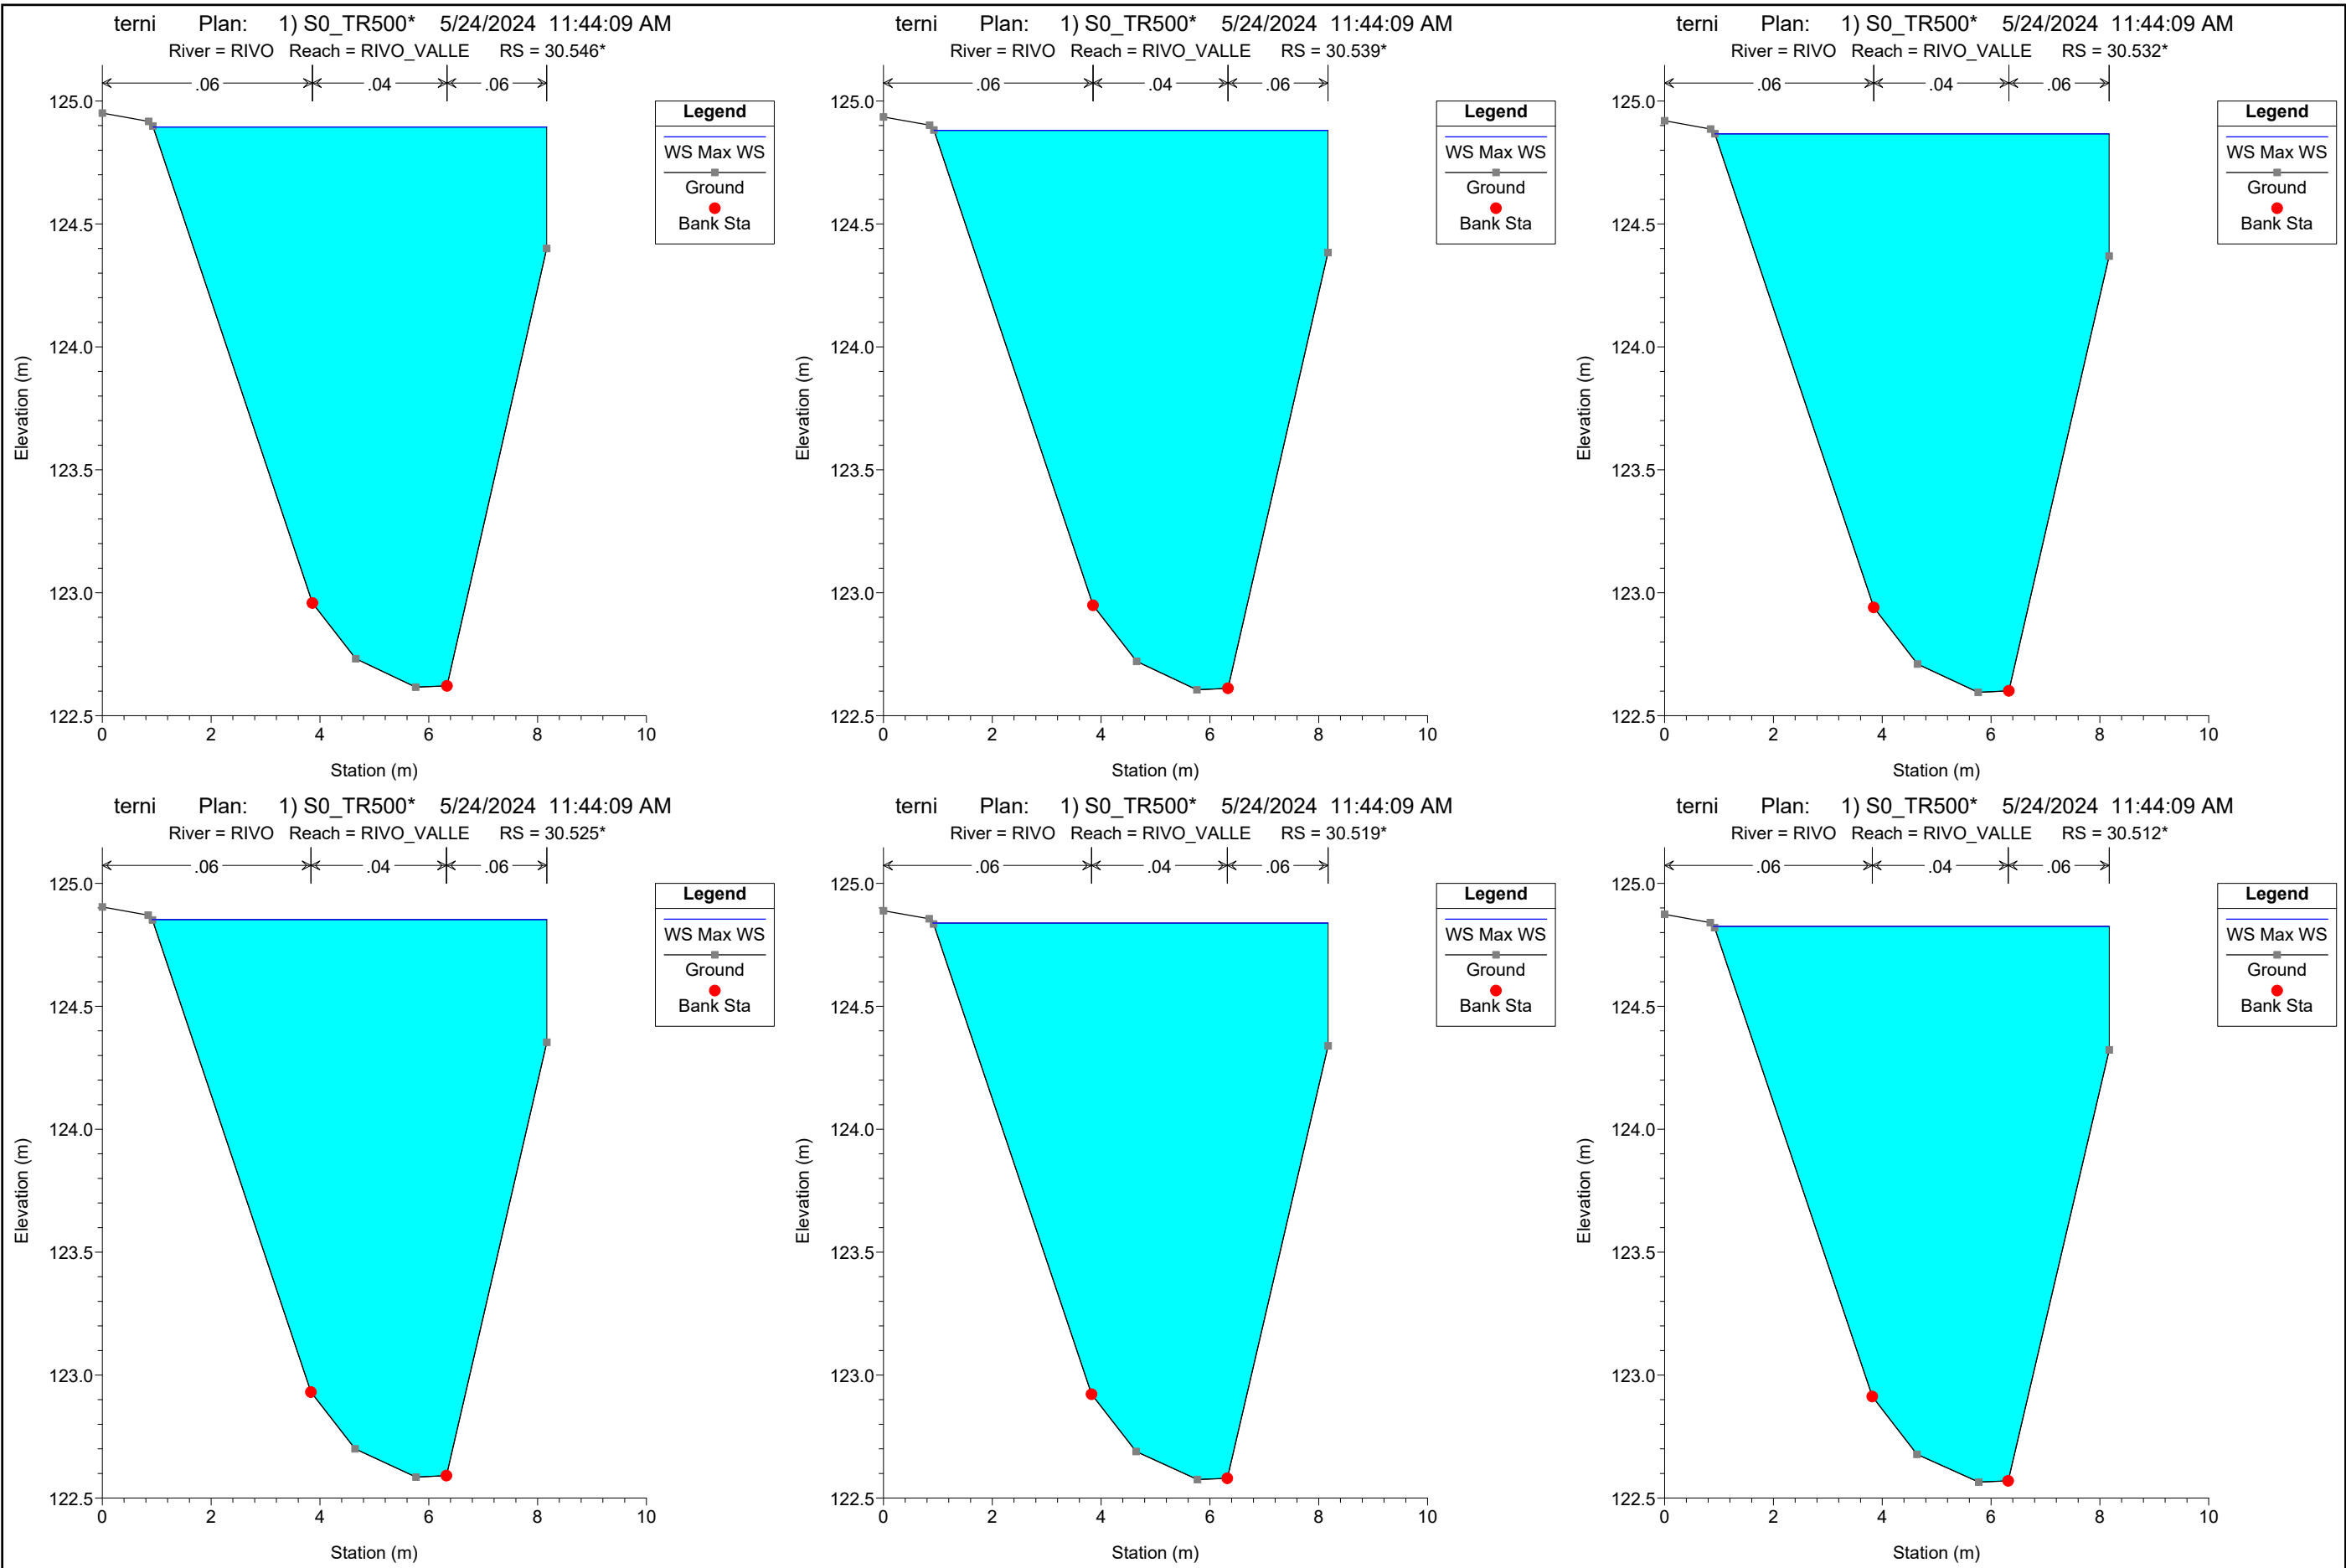 terni Plan: 1) S0_TR500* 5/24/2024 11:44:09 AM
River = RIVO Reach = RIVO_VALLE RS = 30.546*
.06 .04 .06
125.0
124.5
124.0
123.5
123.0
122.5
Elevation (m)
0 2 4 6 8 10
Station (m)
Legend
WS Max WS
Ground
Bank Sta
terni Plan: 1) S0_TR500* 5/24/2024 11:44:09 AM
River = RIVO Reach = RIVO_VALLE RS = 30.539*
.06 .04 .06
125.0
124.5
124.0
123.5
123.0
122.5
Elevation (m)
0 2 4 6 8 10
Station (m)
Legend
WS Max WS
Ground
Bank Sta
terni Plan: 1) S0_TR500* 5/24/2024 11:44:09 AM
River = RIVO Reach = RIVO_VALLE RS = 30.532*
.06 .04 .06
125.0
124.5
124.0
123.5
123.0
122.5
Elevation (m)
0 2 4 6 8 10
Station (m)
Legend
WS Max WS
Ground
Bank Sta
terni Plan: 1) S0_TR500* 5/24/2024 11:44:09 AM
River = RIVO Reach = RIVO_VALLE RS = 30.525*
.06 .04 .06
125.0
124.5
124.0
123.5
123.0
122.5
Elevation (m)
0 2 4 6 8 10
Station (m)
Legend
WS Max WS
Ground
Bank Sta
terni Plan: 1) S0_TR500* 5/24/2024 11:44:09 AM
River = RIVO Reach = RIVO_VALLE RS = 30.519*
.06 .04 .06
125.0
124.5
124.0
123.5
123.0
122.5
Elevation (m)
0 2 4 6 8 10
Station (m)
Legend
WS Max WS
Ground
Bank Sta
terni Plan: 1) S0_TR500* 5/24/2024 11:44:09 AM
River = RIVO Reach = RIVO_VALLE RS = 30.512*
.06 .04 .06
125.0
124.5
124.0
123.5
123.0
122.5
Elevation (m)
0 2 4 6 8 10
Station (m)
Legend
WS Max WS
Ground
Bank Sta